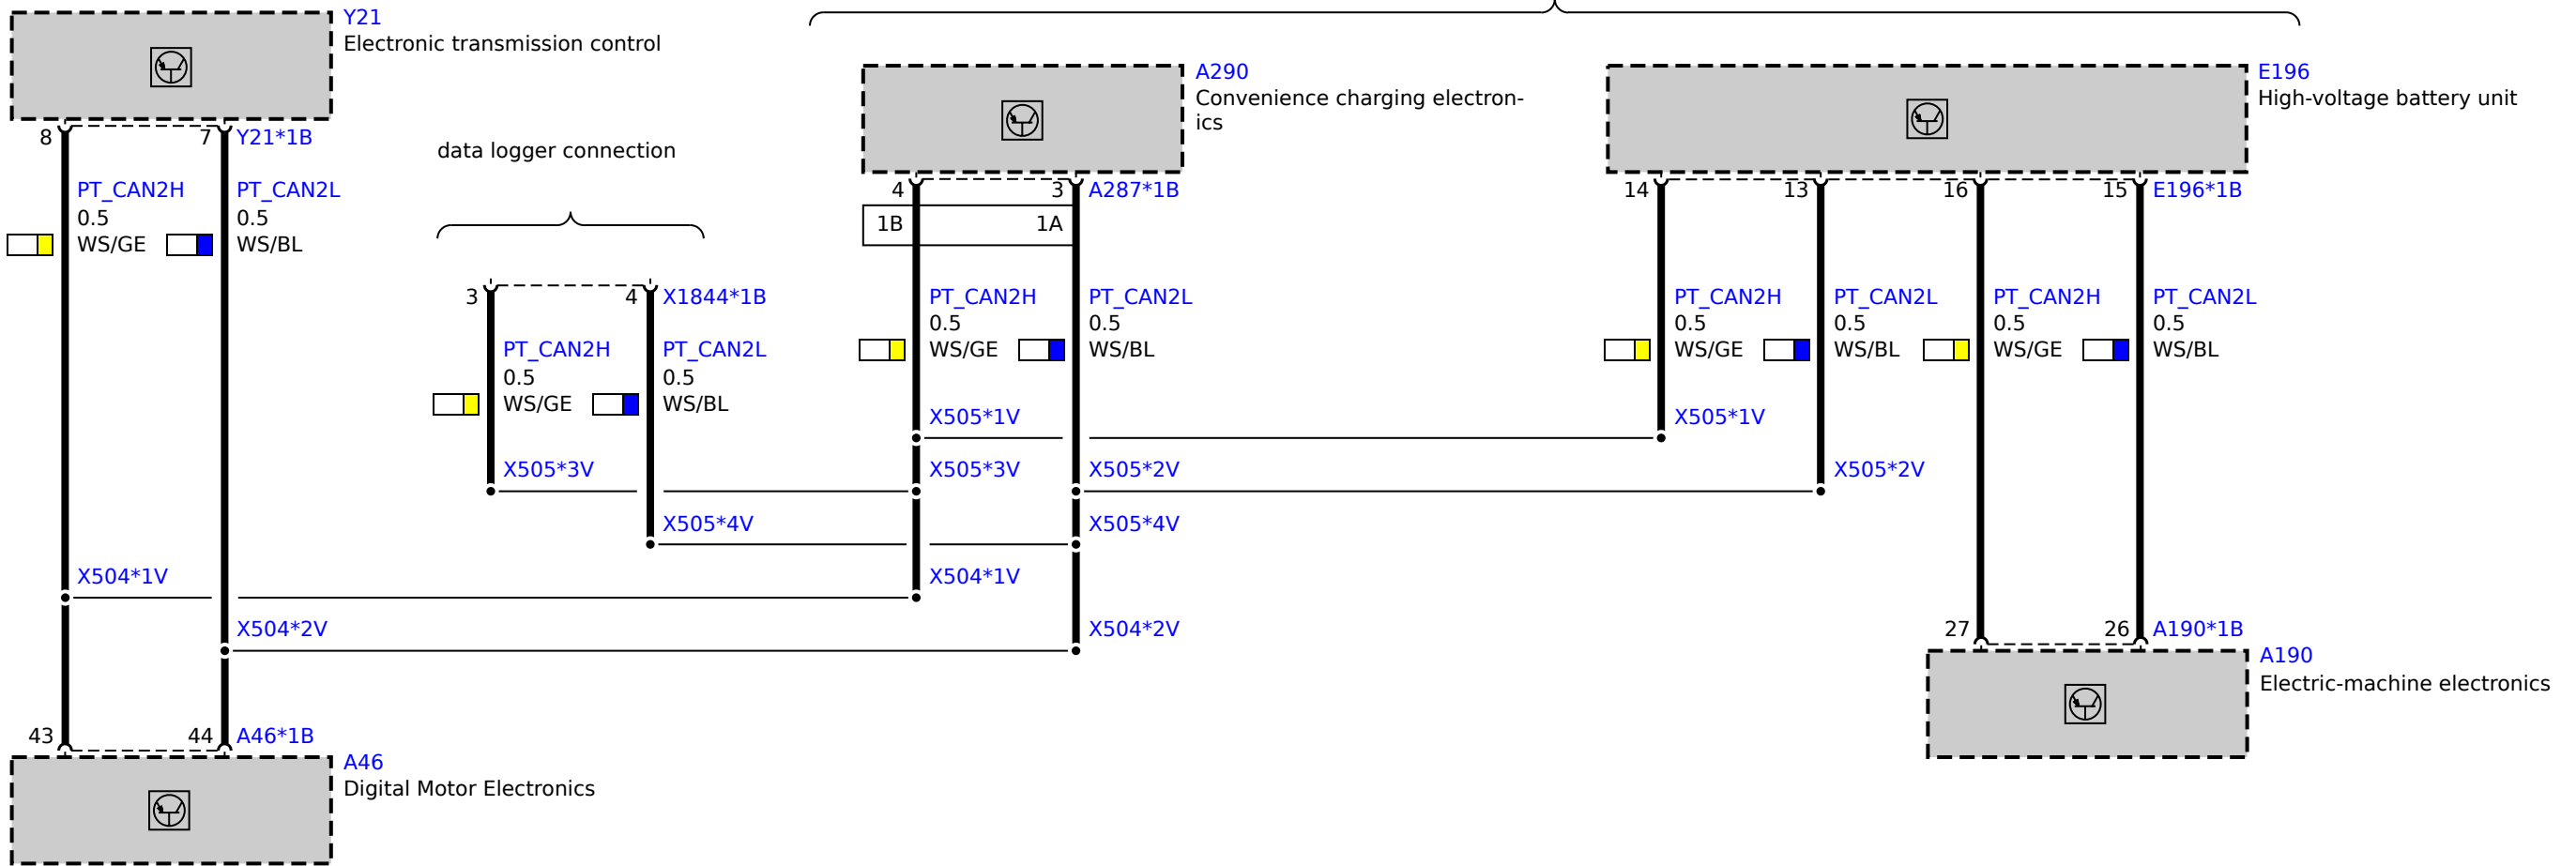 Y21
Electronic transmission control
8
7
Y21*1B
PT_CAN2H
0.5
WS/GE
PT_CAN2L
0.5
WS/BL
data logger connection
3
4
X1844*1B
PT_CAN2H
0.5
WS/GE
PT_CAN2L
0.5
WS/BL
X505*3V
X505*4V
X504*1V
X504*2V
43
44
A46*1B
A46
Digital Motor Electronics
A290
Convenience charging electron-
ics
4
3
A287*1B
1B
1A
PT_CAN2H
0.5
WS/GE
PT_CAN2L
0.5
WS/BL
X505*1V
X505*3V
X505*2V
X505*4V
X504*1V
X504*2V
E196
High-voltage battery unit
14
13
16
15
E196*1B
PT_CAN2H
0.5
WS/GE
PT_CAN2L
0.5
WS/BL
PT_CAN2H
0.5
WS/GE
PT_CAN2L
0.5
WS/BL
X505*1V
X505*2V
27
26
A190*1B
A190
Electric-machine electronics